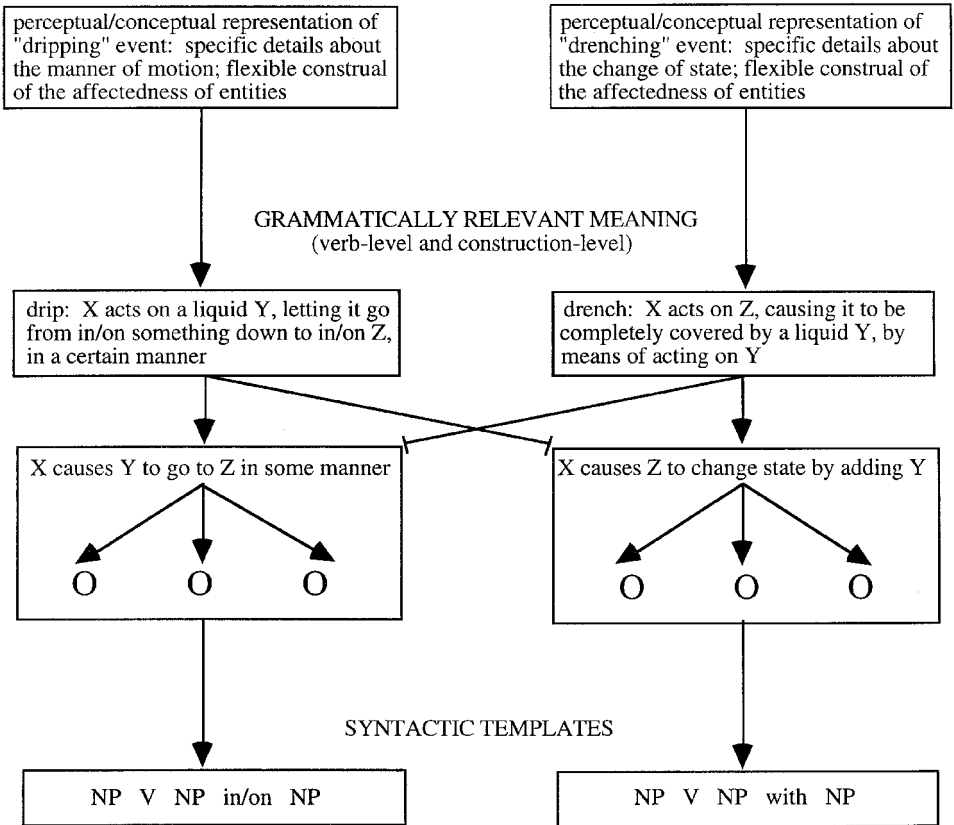 perceptual/conceptual representation of
"dripping" event: specific details about
the manner of motion; flexible construal
of the affectedness of entities
perceptual/conceptual representation of
"drenching" event: specific details about
the change of state; flexible construal of
the affectedness of entities
GRAMMATICALLY RELEVANT MEANING
(verb-level and construction-level)
drip: X acts on a liquid Y, letting it go
from in/on something down to in/on Z,
in a certain manner
drench: X acts on Z, causing it to be
completely covered by a liquid Y, by
means of acting on Y
X causes Y to go to Z in some manner
O O O
X causes Z to change state by adding Y
O O O
SYNTACTIC TEMPLATES
NP V NP in/on NP
NP V NP with NP